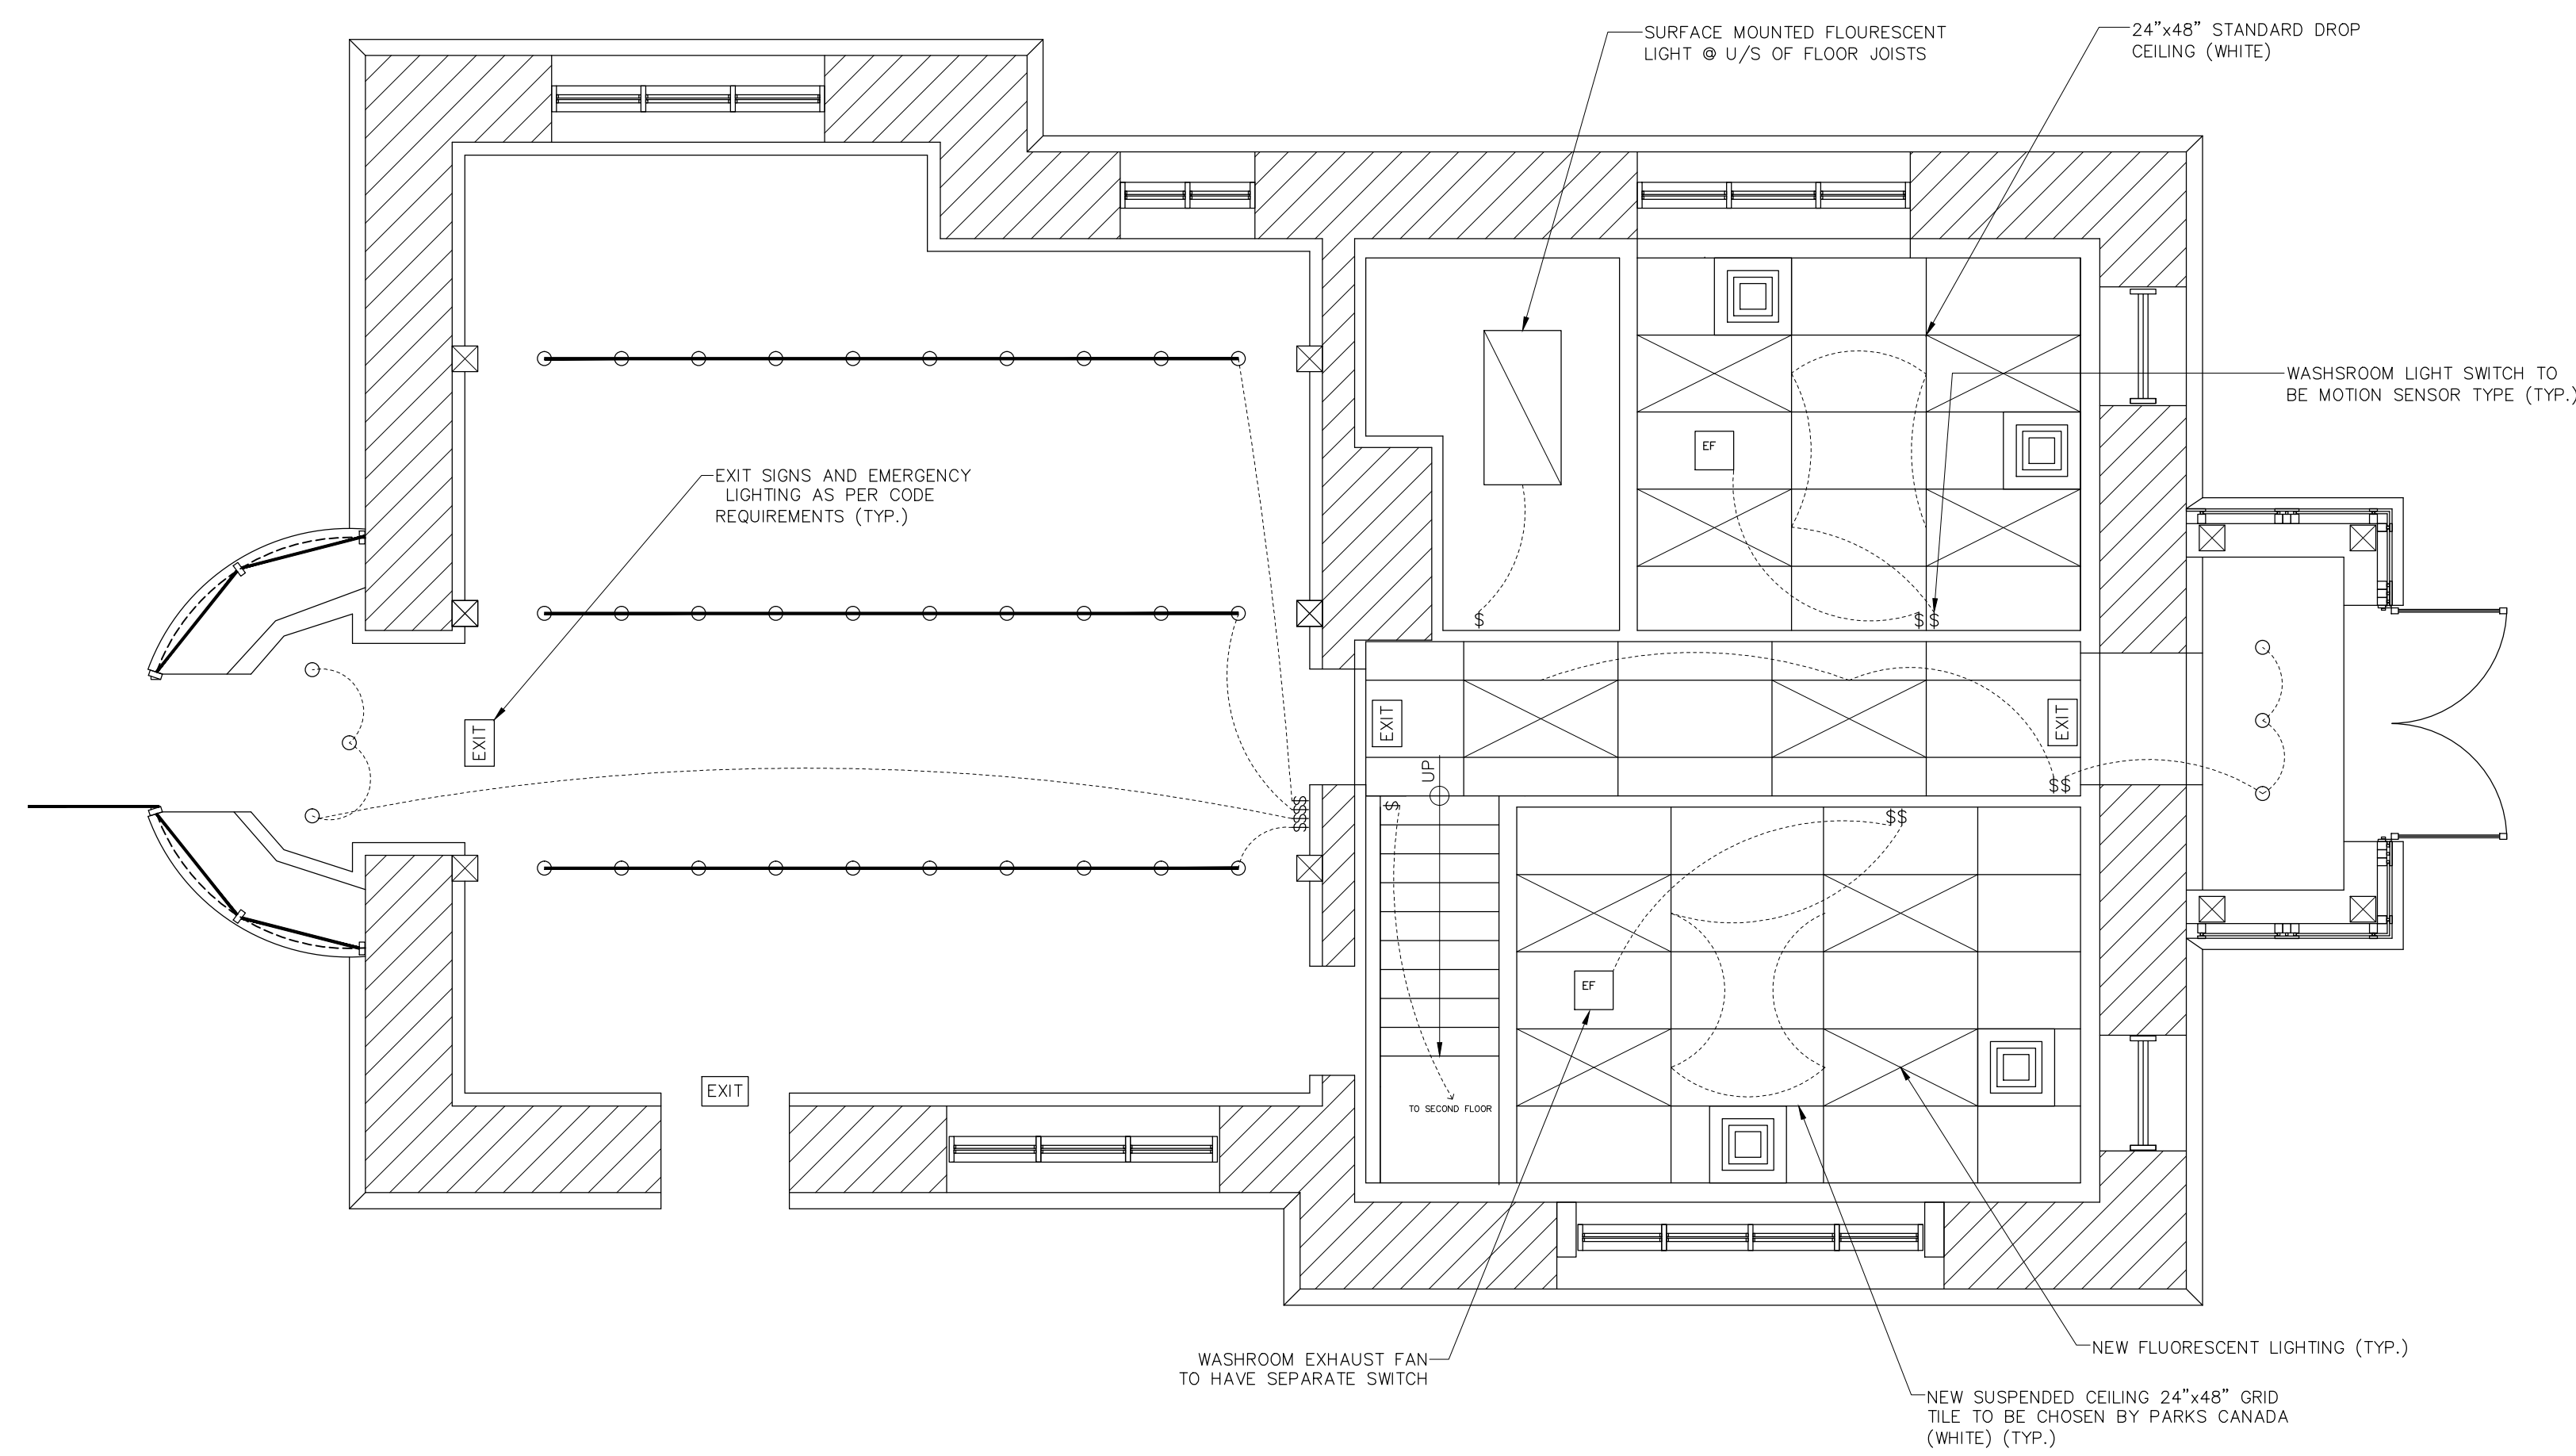 SURFACE MOUNTED FLOURESCENT
LIGHT @ U/S OF FLOOR JOISTS
24"x48" STANDARD DROP
CEILING (WHITE)
WASHSROOM LIGHT SWITCH TO
BE MOTION SENSOR TYPE (TYP.)
EF
EXIT SIGNS AND EMERGENCY
LIGHTING AS PER CODE
REQUIREMENTS (TYP.)
$
$ $
EXIT
EXIT
EXIT
UP
$$
$$$$
$
$$
EF
EXIT
TO SECOND FLOOR
WASHROOM EXHAUST FAN
TO HAVE SEPARATE SWITCH
NEW FLUORESCENT LIGHTING (TYP.)
NEW SUSPENDED CEILING 24"x48" GRID
TILE TO BE CHOSEN BY PARKS CANADA
(WHITE) (TYP.)